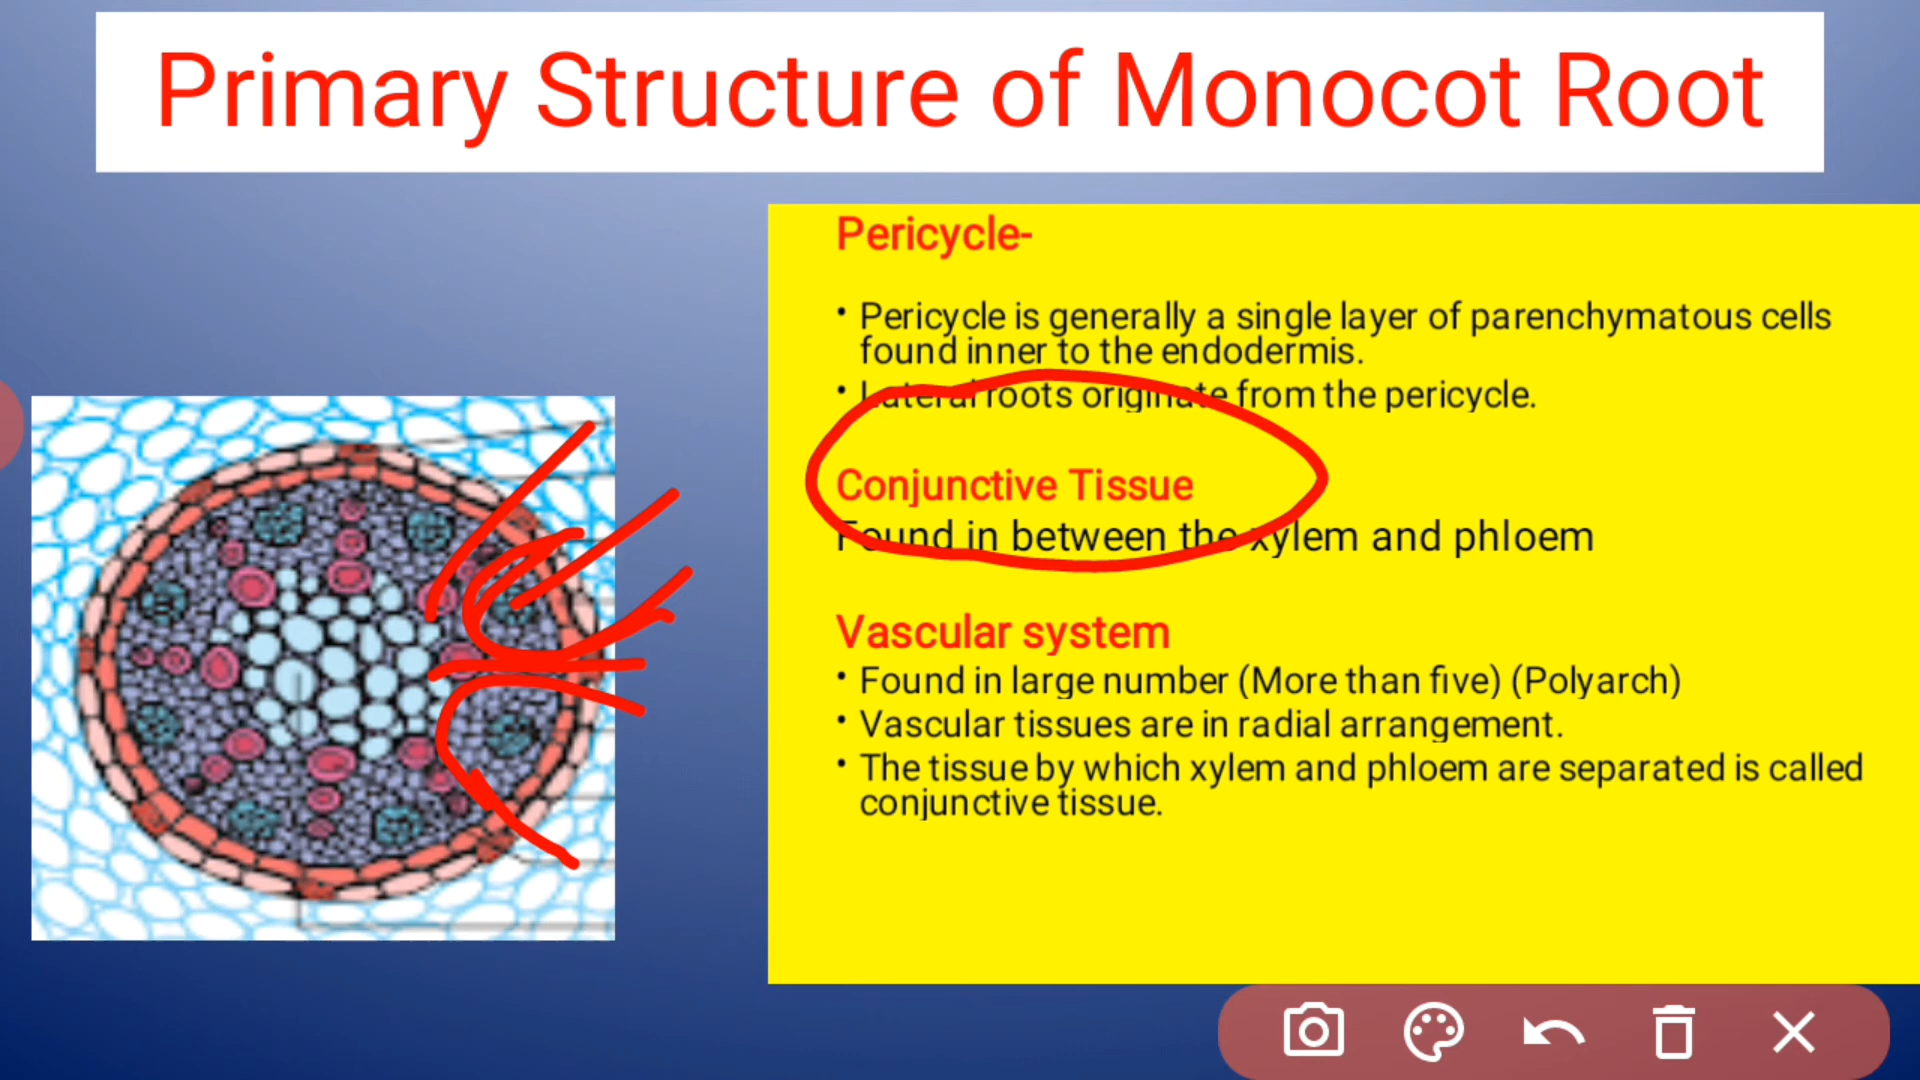 Primary Structure of Monocot Root
Pericycle-
• Pericycle is generally a single layer of parenchymatous cells
found inner to the endodermis.
• Lateral roots originate from the pericycle.
Conjunctive Tissue
Found in between the xylem and phloem
Vascular system
• Found in large number (More than five) (Polyarch)
• Vascular tissues are in radial arrangement.
• The tissue by which xylem and phloem are separated is called
conjunctive tissue.